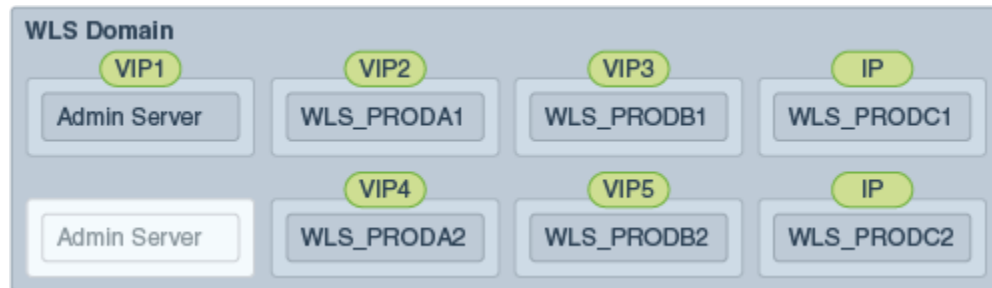 WLS Domain
VIP1 VIP2 VIP3 IP
Admin Server WLS_PRODA1 WLS_PRODB1 WLS_PRODC1
VIP4 VIP5 IP
Admin Server WLS_PRODA2 WLS_PRODB2 WLS_PRODC2